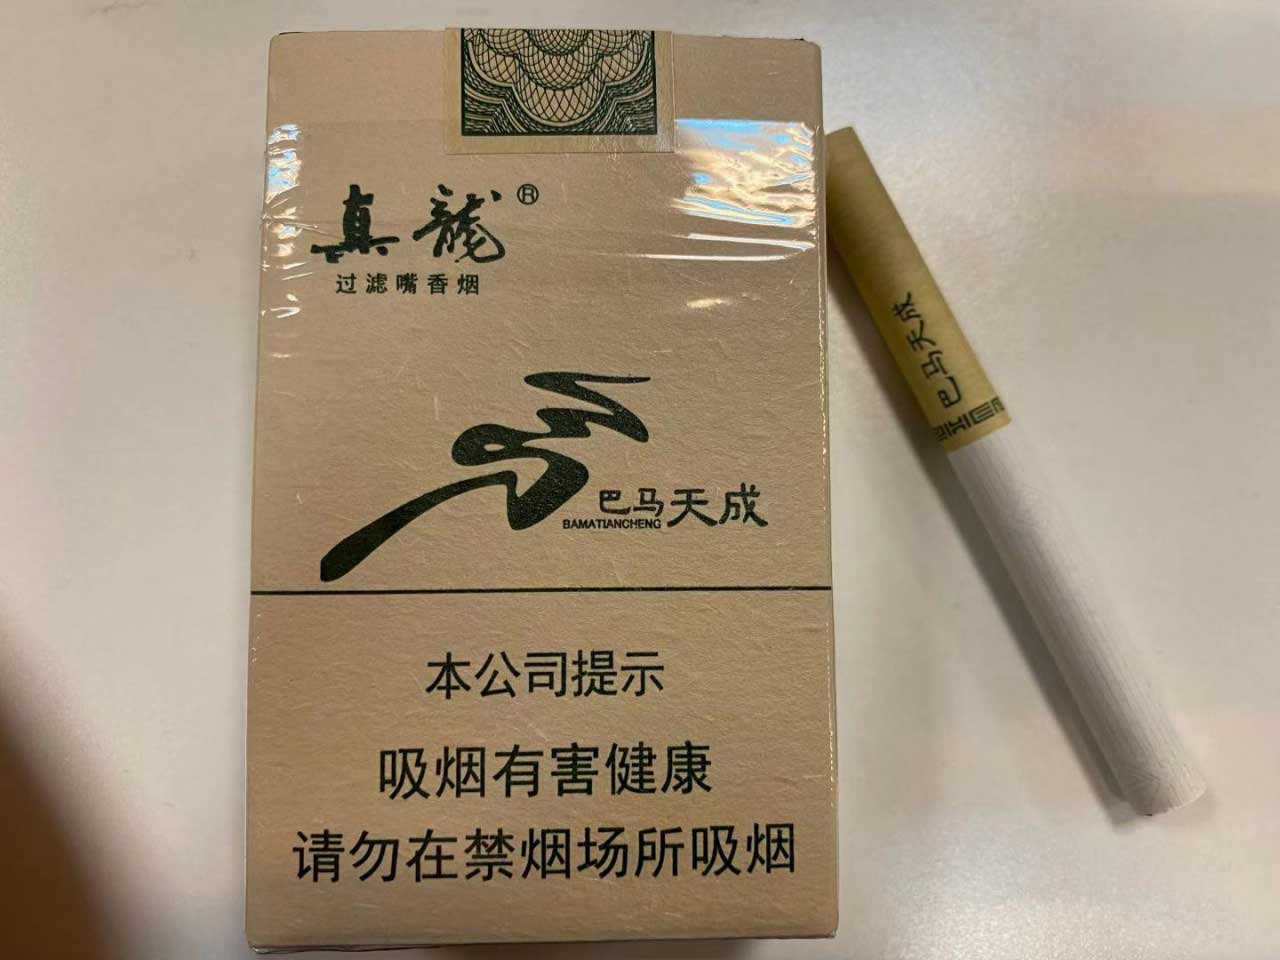 真龍®
过滤嘴香烟
巴马天成
BAMATIANCHENG
本公司提示
吸烟有害健康
请勿在禁烟场所吸烟
巴马天成